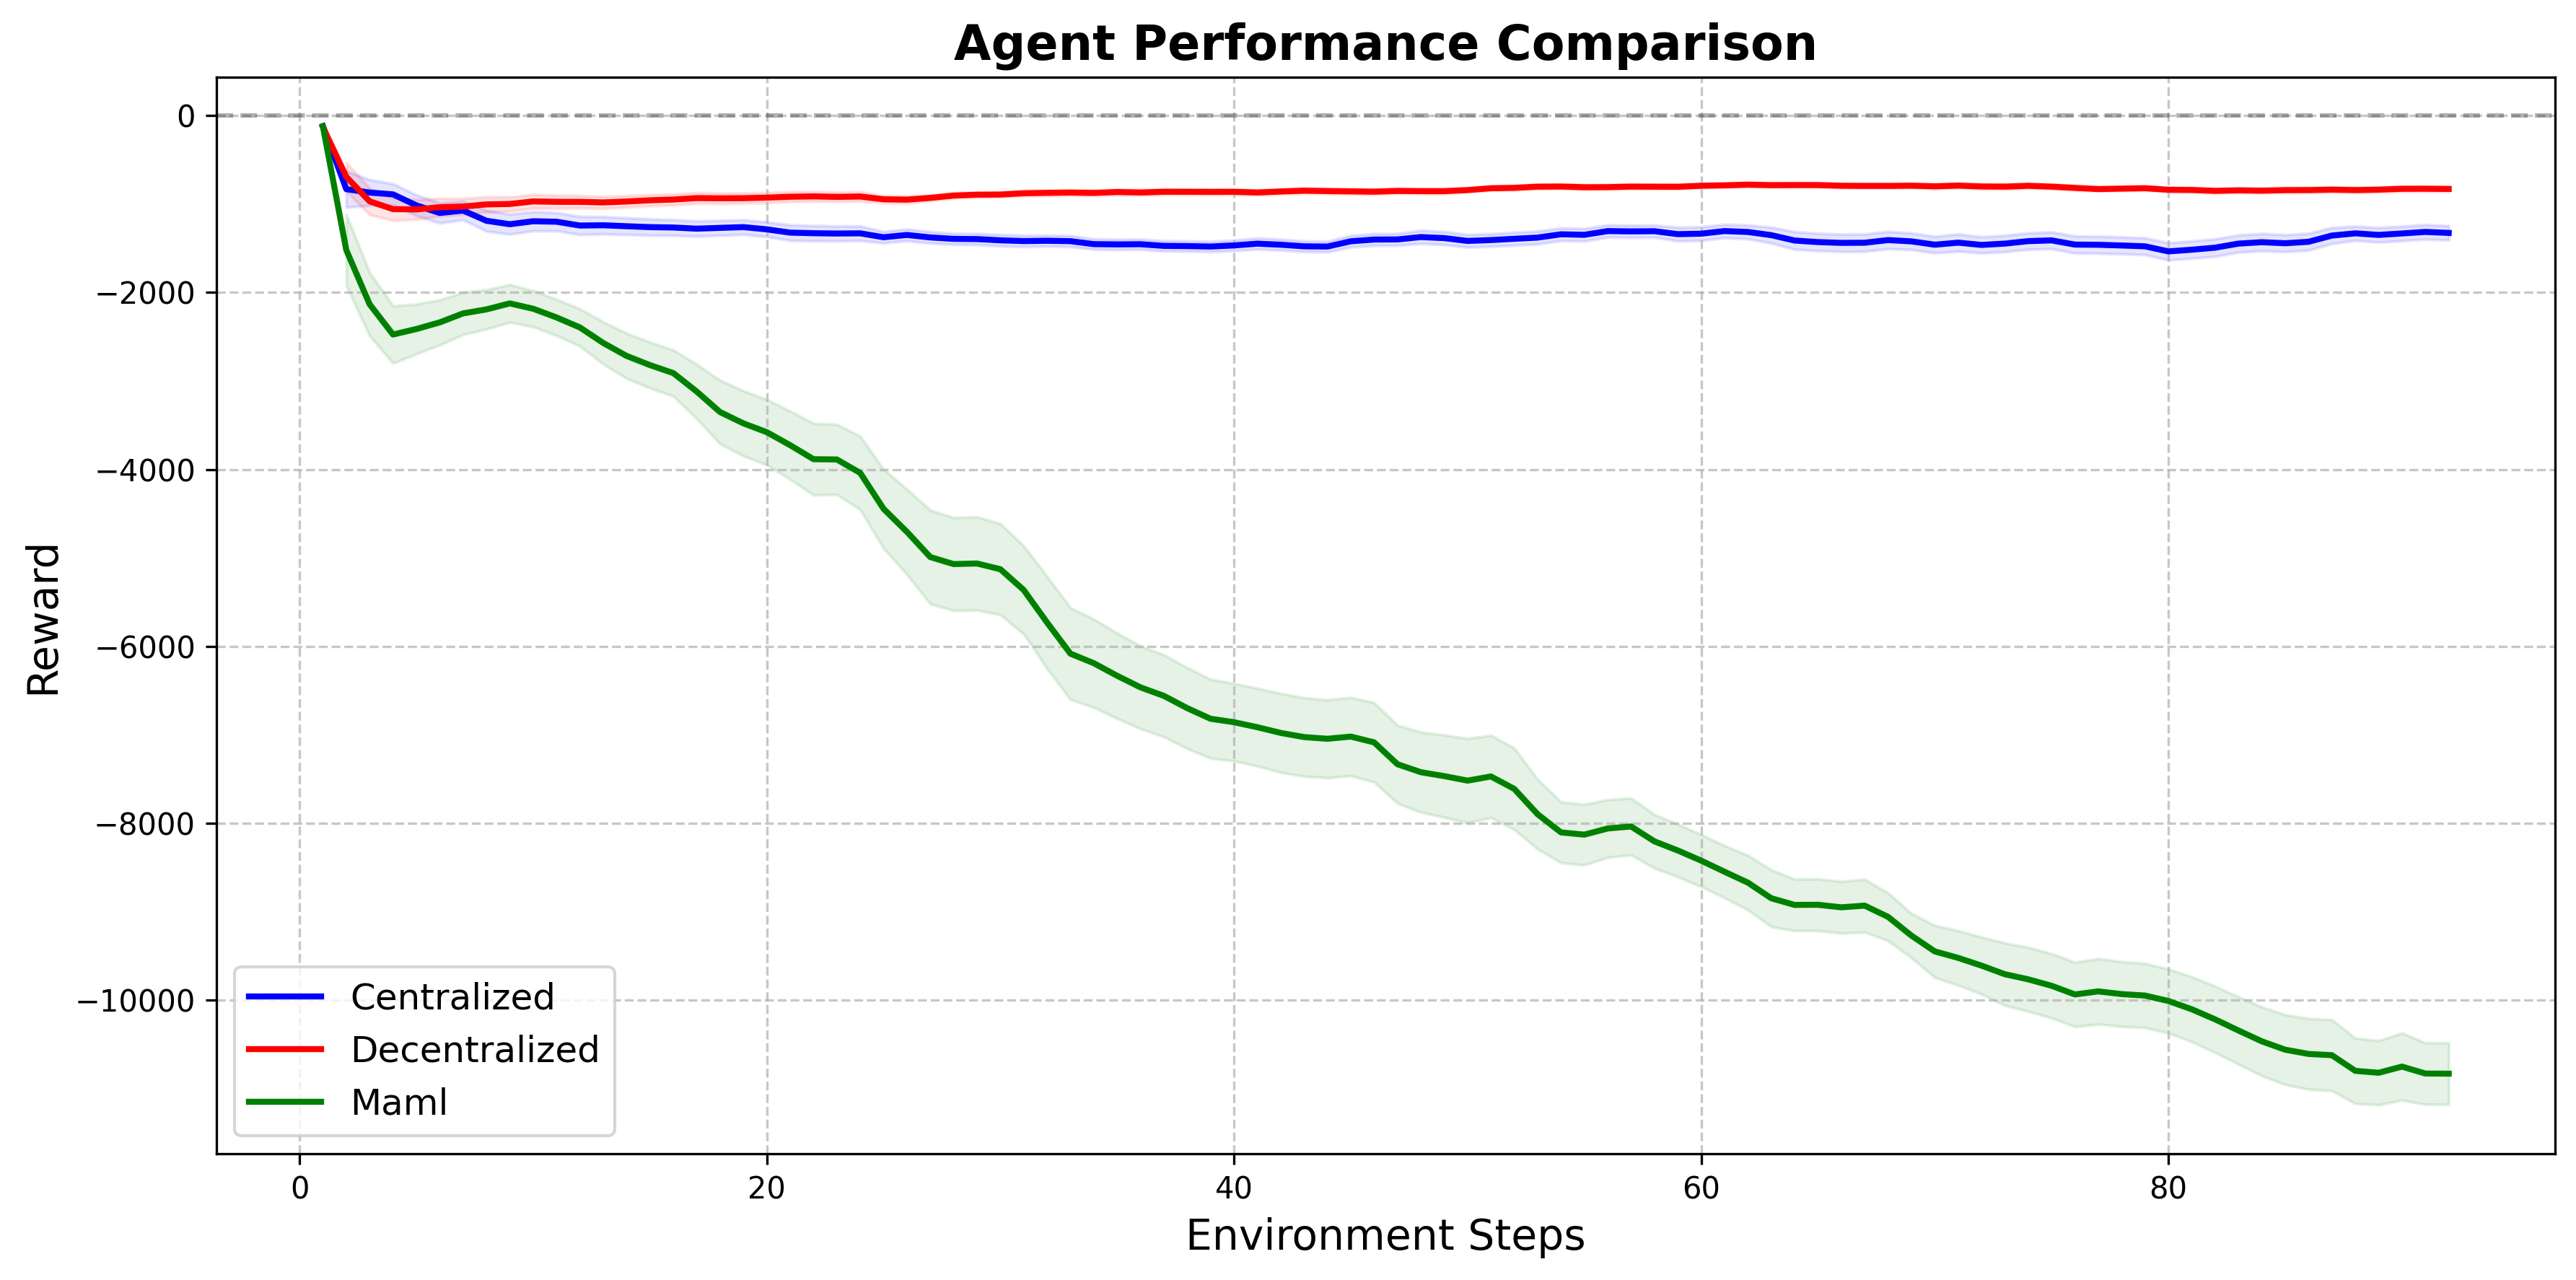 Agent Performance Comparison
0
−2000
−4000
−6000
−8000
−10000
Reward
Centralized
Decentralized
Maml
0 20 40 60 80
Environment Steps